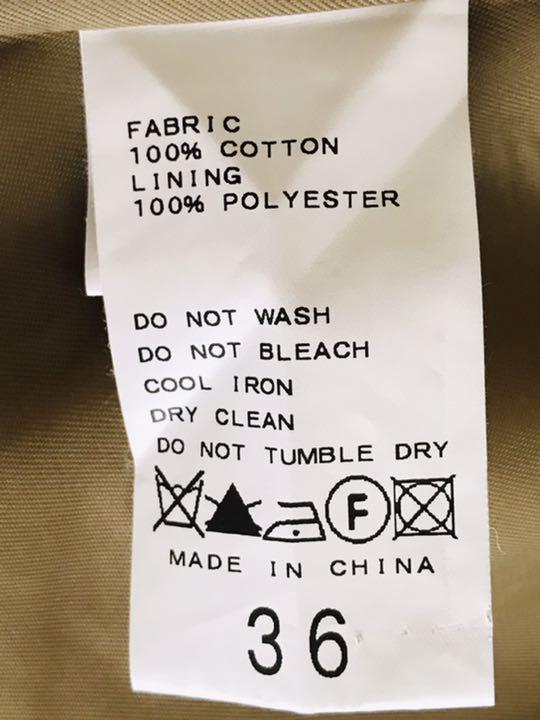 FABRIC
100% COTTON
LINING
100% POLYESTER
DO NOT WASH
DO NOT BLEACH
COOL IRON
DRY CLEAN
DO NOT TUMBLE DRY
F
MADE IN CHINA
36